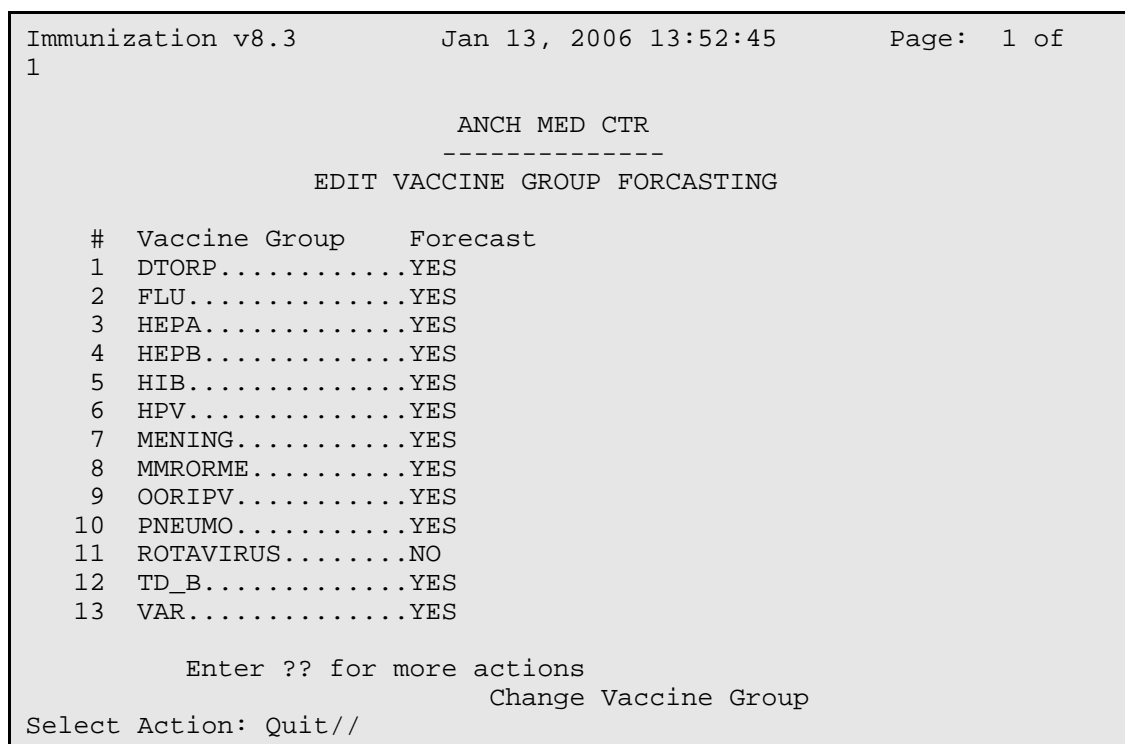 Immunization v8.3 Jan 13, 2006 13:52:45 Page: 1 of
1
ANCH MED CTR
--------------
EDIT VACCINE GROUP FORCASTING
# Vaccine Group Forecast
1 DTORP............YES
2 FLU..............YES
3 HEPA.............YES
4 HEPB.............YES
5 HIB..............YES
6 HPV..............YES
7 MENING...........YES
8 MMRORME..........YES
9 OORIPV...........YES
10 PNEUMO...........YES
11 ROTAVIRUS........NO
12 TD_B.............YES
13 VAR..............YES
Enter ?? for more actions
Change Vaccine Group
Select Action: Quit//